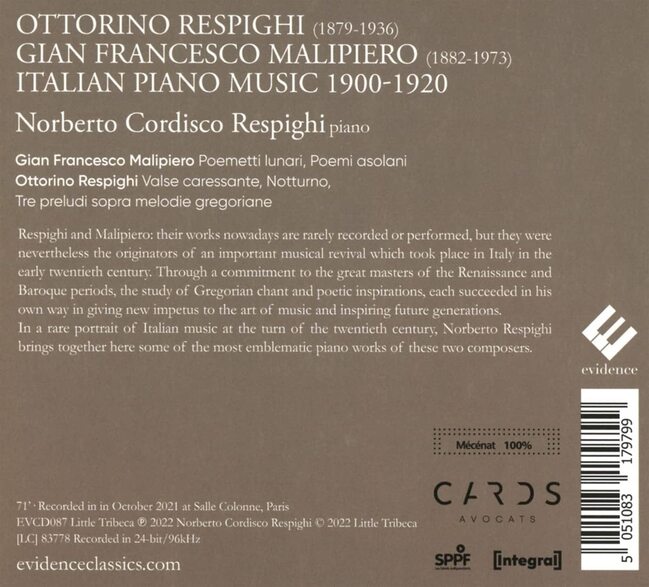 OTTORINO RESPIGHI (1879-1936)
GIAN FRANCESCO MALIPIERO (1882-1973)
ITALIAN PIANO MUSIC 1900-1920
Norberto Cordisco Respighi piano
Gian Francesco Malipiero Poemetti lunari, Poemi asolani
Ottorino Respighi Valse caressante, Notturno,
Tre preludi sopra melodie gregoriane
Respighi and Malipiero: their works nowadays are rarely recorded or performed, but they were
nevertheless the originators of an important musical revival which took place in Italy in the
early twentieth century. Through a commitment to the great masters of the Renaissance and
Baroque periods, the study of Gregorian chant and poetic inspirations, each succeeded in his
own way in giving new impetus to the art of music and inspiring future generations.
In a rare portrait of Italian music at the turn of the twentieth century, Norberto Respighi
brings together here some of the most emblematic piano works of these two composers.
evidence
5 051083 179799
Mécénat 100%
CARDS
AVOCATS
71' · Recorded in in October 2021 at Salle Colonne, Paris
EVCD087 Little Tribeca ℗ 2022 Norberto Cordisco Respighi © 2022 Little Tribeca
[LC] 83778 Recorded in 24-bit/96kHz
evidenceclassics.com
SPPF
[integral]